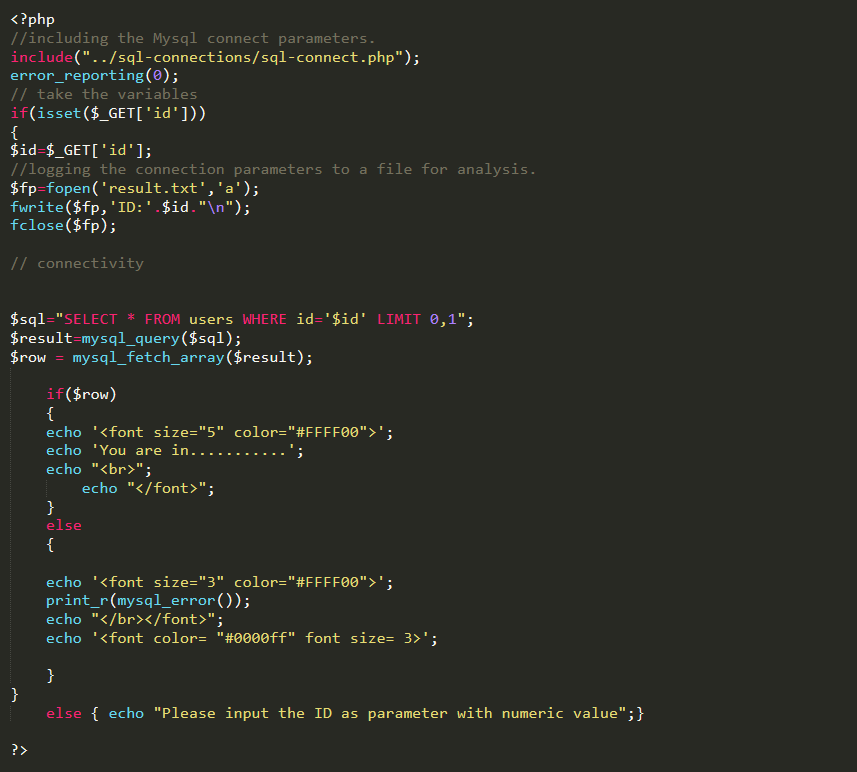 <?php
//including the Mysql connect parameters.
include("../sql-connections/sql-connect.php");
error_reporting(0);
// take the variables
if(isset($_GET['id']))
{
$id=$_GET['id'];
//logging the connection parameters to a file for analysis.
$fp=fopen('result.txt','a');
fwrite($fp,'ID:'.$id."\n");
fclose($fp);
// connectivity
$sql="SELECT * FROM users WHERE id='$id' LIMIT 0,1";
$result=mysql_query($sql);
$row = mysql_fetch_array($result);
if($row)
{
echo '<font size="5" color="#FFFF00">';
echo 'You are in...........';
echo "<br>";
echo "</font>";
}
else
{
echo '<font size="3" color="#FFFF00">';
print_r(mysql_error());
echo "</br></font>";
echo '<font color= "#0000ff" font size= 3>';
}
}
else { echo "Please input the ID as parameter with numeric value";}
?>